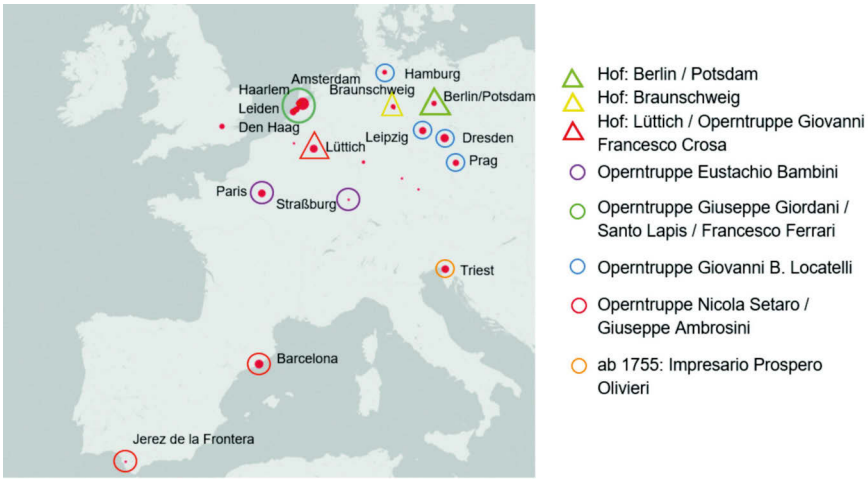 Amsterdam
Hamburg
Haarlem
Braunschweig
Leiden
Berlin/Potsdam
Den Haag
Leipzig
Dresden
Lüttich
Prag
Paris
Straßburg
Triest
Barcelona
Jerez de la Frontera
Hof: Berlin / Potsdam
Hof: Braunschweig
Hof: Lüttich / Operntruppe Giovanni
Francesco Crosa
Operntruppe Eustachio Bambini
Operntruppe Giuseppe Giordani /
Santo Lapis / Francesco Ferrari
Operntruppe Giovanni B. Locatelli
Operntruppe Nicola Setaro /
Giuseppe Ambrosini
ab 1755: Impresario Prospero
Olivieri